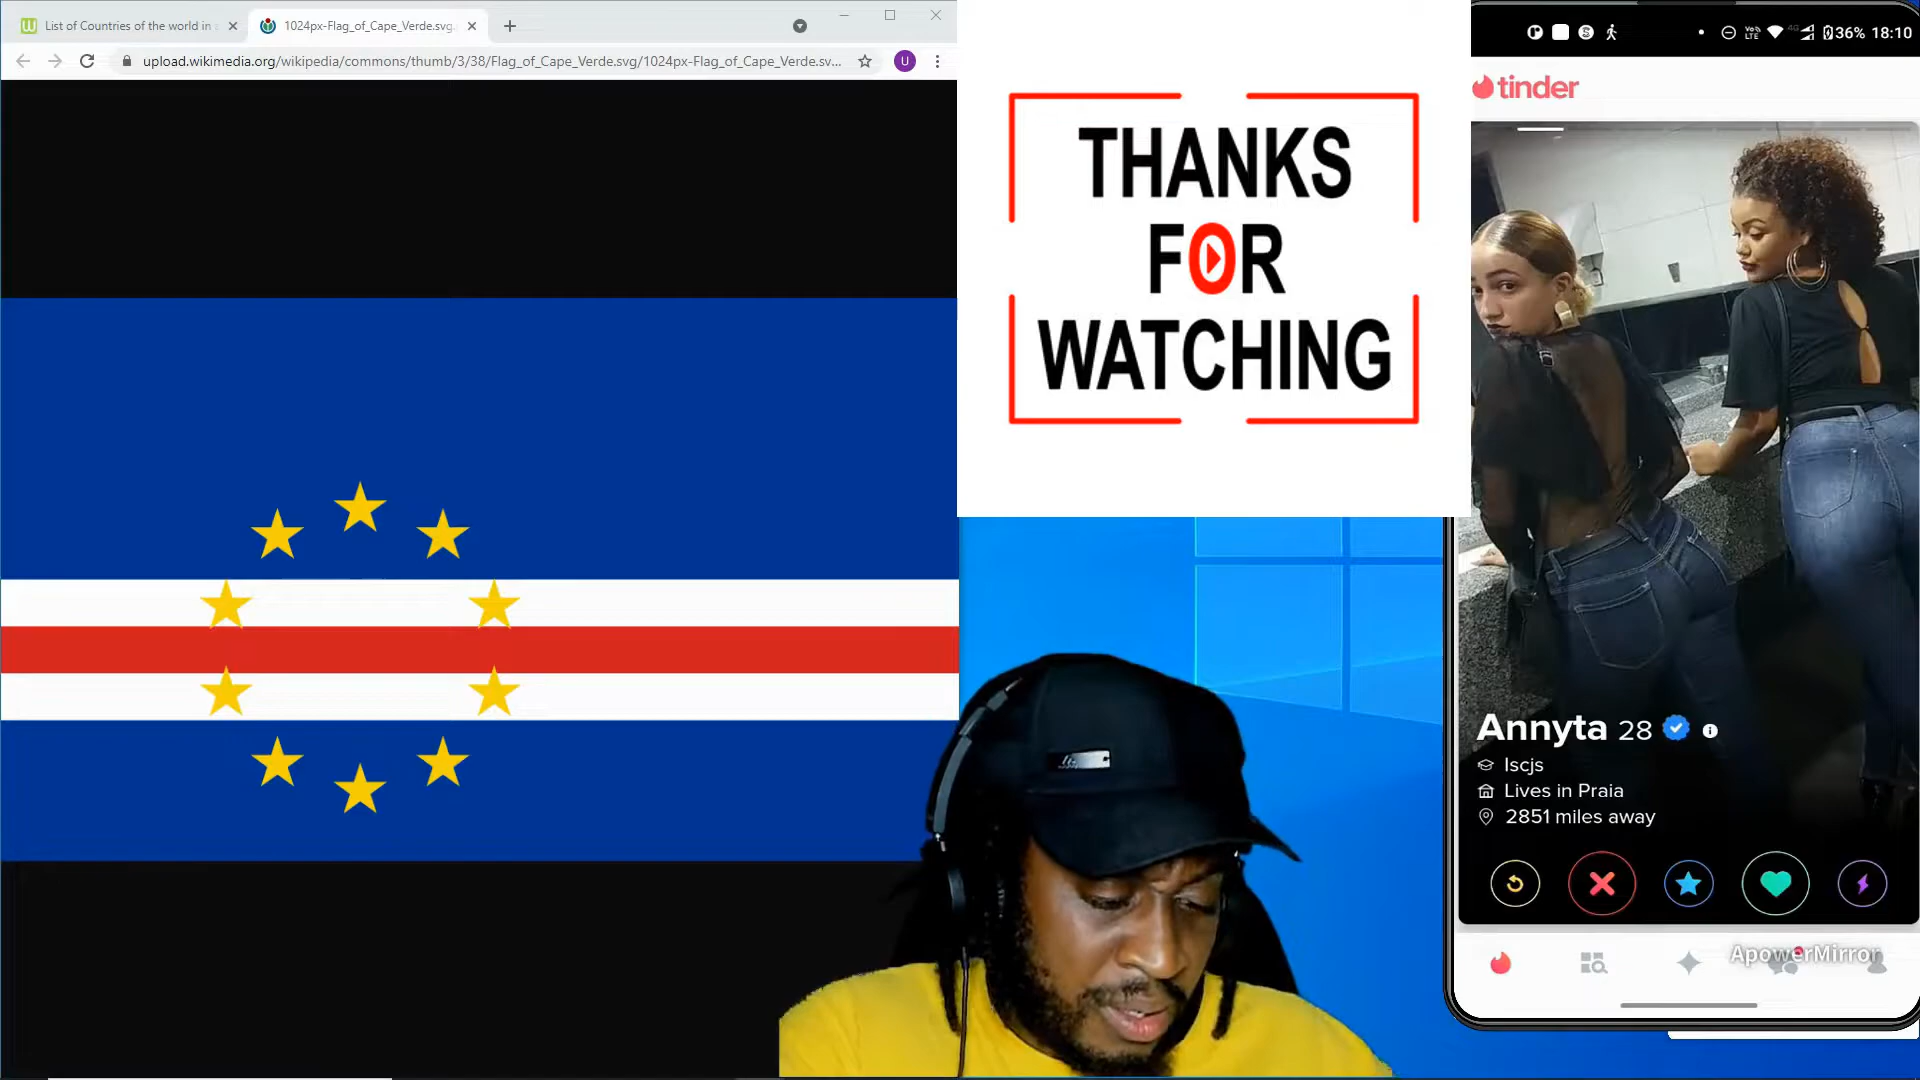 List of Countries of the world in a
1024px-Flag_of_Cape_Verde.svg.
upload.wikimedia.org/wikipedia/commons/thumb/3/38/Flag_of_Cape_Verde.svg/1024px-Flag_of_Cape_Verde.sv...
U
THANKS
FOR
WATCHING
4G
36% 18:10
tinder
Annyta 28
Iscjs
Lives in Praia
2851 miles away
ApowerMirror